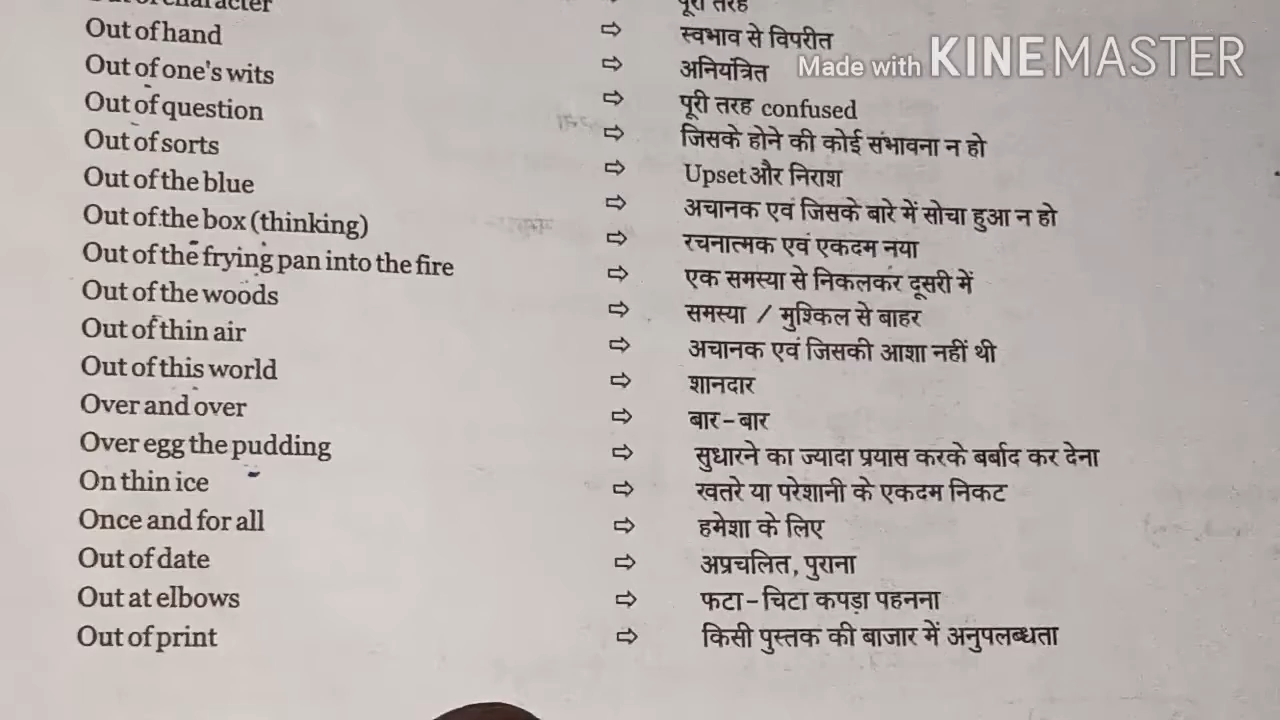 पूरी तरह
Out of character ⇨ स्वभाव से विपरीत
Out of hand ⇨ अनियंत्रित
Out of one's wits ⇨ पूरी तरह confused
Out of question ⇨ जिसके होने की कोई संभावना न हो
Out of sorts ⇨ Upset और निराश
Out of the blue ⇨ अचानक एवं जिसके बारे में सोचा हुआ न हो
Out of the box (thinking) ⇨ रचनात्मक एवं एकदम नया
Out of the frying pan into the fire ⇨ एक समस्या से निकलकर दूसरी में
Out of the woods ⇨ समस्या / मुश्किल से बाहर
Out of thin air ⇨ अचानक एवं जिसकी आशा नहीं थी
Out of this world ⇨ शानदार
Over and over ⇨ बार-बार
Over egg the pudding ⇨ सुधारने का ज्यादा प्रयास करके बर्बाद कर देना
On thin ice ⇨ खतरे या परेशानी के एकदम निकट
Once and for all ⇨ हमेशा के लिए
Out of date ⇨ अप्रचलित, पुराना
Out at elbows ⇨ फटा-चिटा कपड़ा पहनना
Out of print ⇨ किसी पुस्तक की बाजार में अनुपलब्धता
Made with KINEMASTER